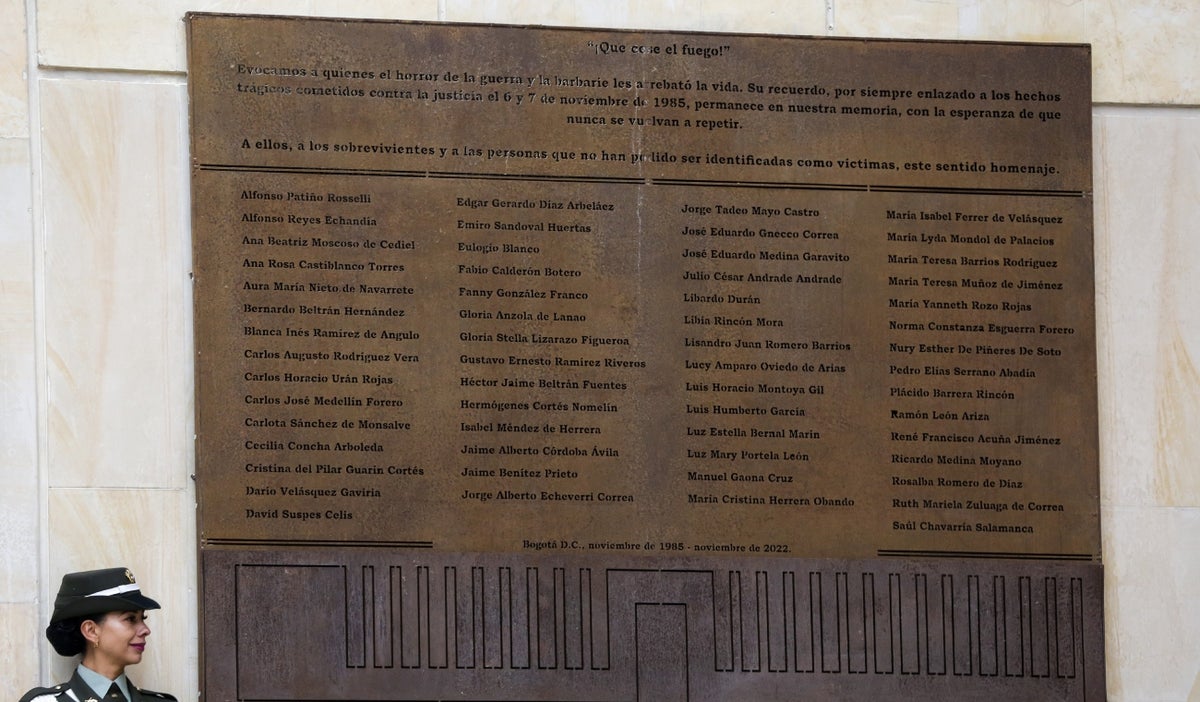 "¡Que cese el fuego!"
Evocamos a quienes el horror de la guerra y la barbarie les arrebató la vida. Su recuerdo, por siempre enlazado a los hechos
trágicos cometidos contra la justicia el 6 y 7 de noviembre de 1985, permanece en nuestra memoria, con la esperanza de que
nunca se vuelvan a repetir.
A ellos, a los sobrevivientes y a las personas que no han podido ser identificadas como víctimas, este sentido homenaje.
Alfonso Patiño Rosselli
Alfonso Reyes Echandía
Ana Beatriz Moscoso de Cediel
Ana Rosa Castiblanco Torres
Aura María Nieto de Navarrete
Bernardo Beltrán Hernández
Blanca Inés Ramírez de Angulo
Carlos Augusto Rodríguez Vera
Carlos Horacio Urán Rojas
Carlos José Medellín Forero
Carlota Sánchez de Monsalve
Cecilia Concha Arboleda
Cristina del Pilar Guarín Cortés
Darío Velásquez Gaviria
David Suspes Celis
Edgar Gerardo Díaz Arbeláez
Emiro Sandoval Huertas
Eulogio Blanco
Fabio Calderón Botero
Fanny González Franco
Gloria Anzola de Lanao
Gloria Stella Lizarazo Figueroa
Gustavo Ernesto Ramírez Riveros
Héctor Jaime Beltrán Fuentes
Hermógenes Cortés Nomelín
Isabel Méndez de Herrera
Jaime Alberto Córdoba Ávila
Jaime Benítez Prieto
Jorge Alberto Echeverri Correa
Jorge Tadeo Mayo Castro
José Eduardo Gnecco Correa
José Eduardo Medina Garavito
Julio César Andrade Andrade
Libardo Durán
Libia Rincón Mora
Lisandro Juan Romero Barrios
Lucy Amparo Oviedo de Arias
Luis Horacio Montoya Gil
Luis Humberto García
Luz Estella Bernal Marín
Luz Mary Portela León
Manuel Gaona Cruz
María Cristina Herrera Obando
María Isabel Ferrer de Velásquez
María Lyda Mondol de Palacios
María Teresa Barrios Rodríguez
María Teresa Muñoz de Jiménez
María Yanneth Rozo Rojas
Norma Constanza Esguerra Forero
Nury Esther De Piñeres De Soto
Pedro Elías Serrano Abadía
Plácido Barrera Rincón
Ramón León Ariza
René Francisco Acuña Jiménez
Ricardo Medina Moyano
Rosalba Romero de Díaz
Ruth Mariela Zuluaga de Correa
Saúl Chavarría Salamanca
Bogotá D.C., noviembre de 1985 - noviembre de 2022.